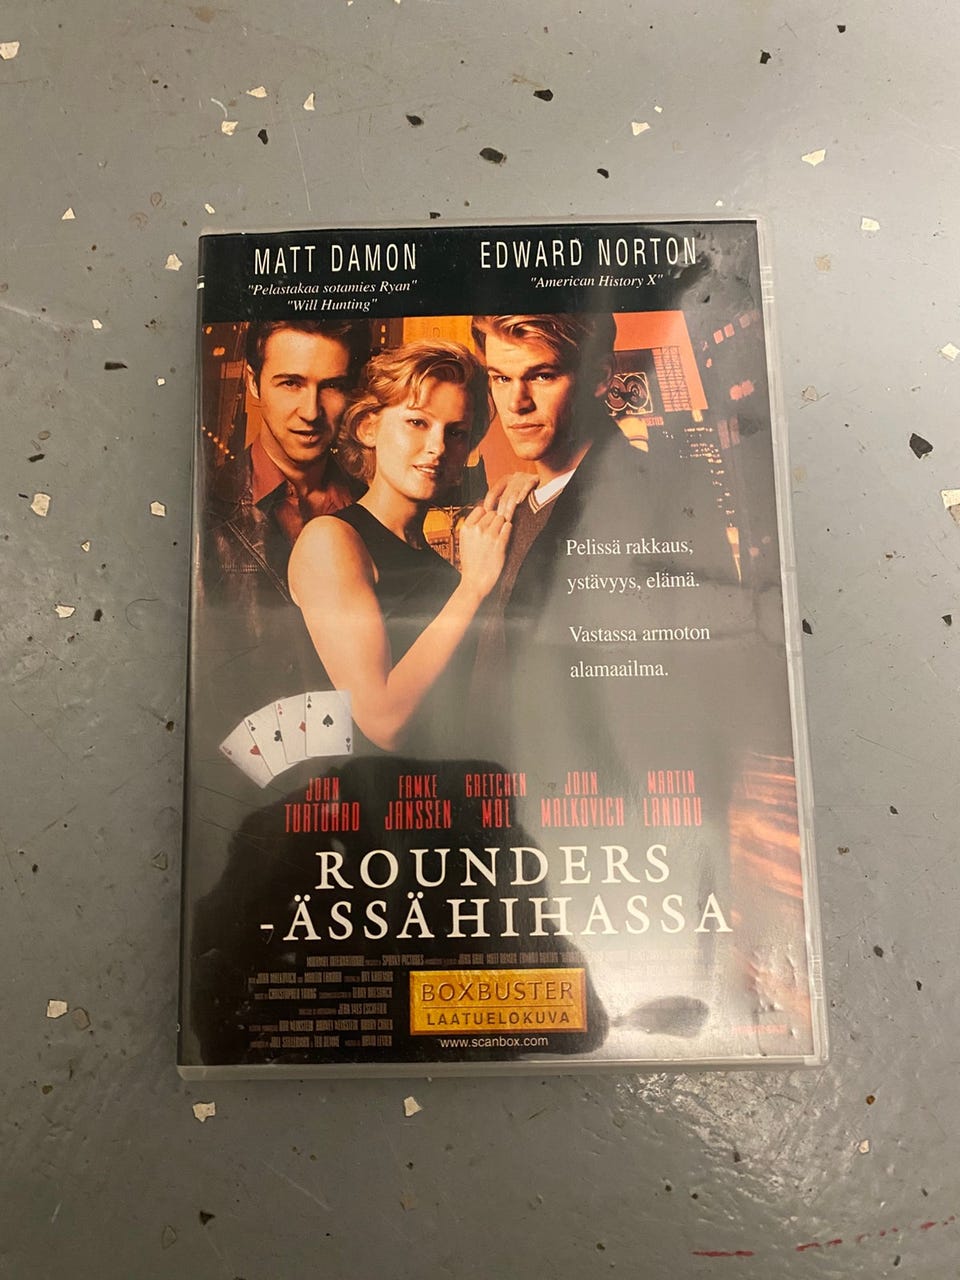 MATT DAMON
"Pelastakaa sotamies Ryan"
"Will Hunting"
EDWARD NORTON
"American History X"
Pelissä rakkaus,
ystävyys, elämä.
Vastassa armoton
alamaailma.
JOHN TURTURRO
FAMKE JANSSEN
GRETCHEN MOL
JOHN MALKOVICH
MARTIN LANDAU
ROUNDERS
-ÄSSÄHIHASSA
BOXBUSTER
LAATUELOKUVA
www.scanbox.com